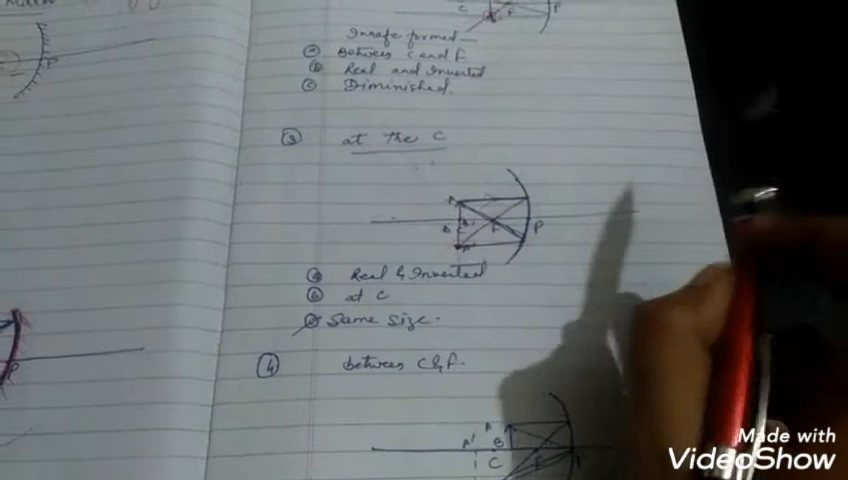 P
C F P
Image formed —
(a) Between C and F
(b) Real and Inverted
(c) Diminished.
(3) at the C
A
B C B' F P
A'
(a) Real & Inverted
(b) at C
(c) Same size.
(4) between C & F.
A
A' B
C F P
P
Made with
VideoShow